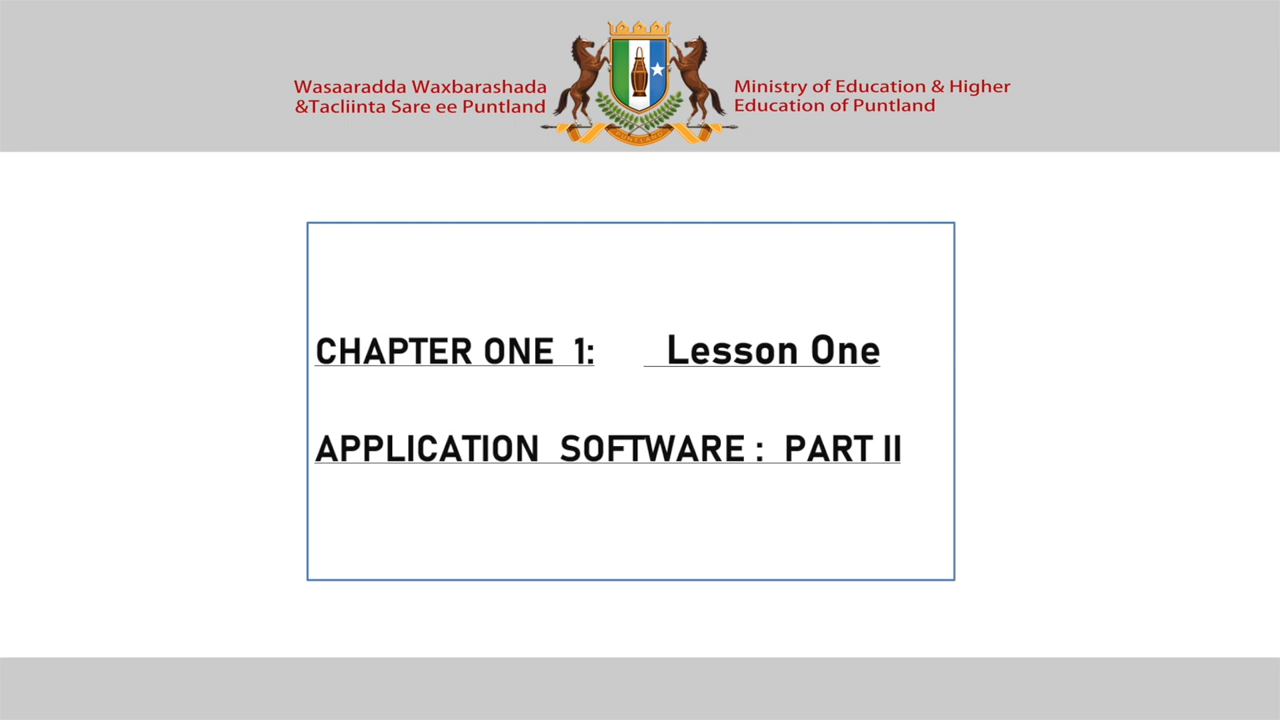 Wasaaradda Waxbarashada
&Tacliinta Sare ee Puntland
Ministry of Education & Higher
Education of Puntland
CHAPTER ONE 1: Lesson One
APPLICATION SOFTWARE : PART II